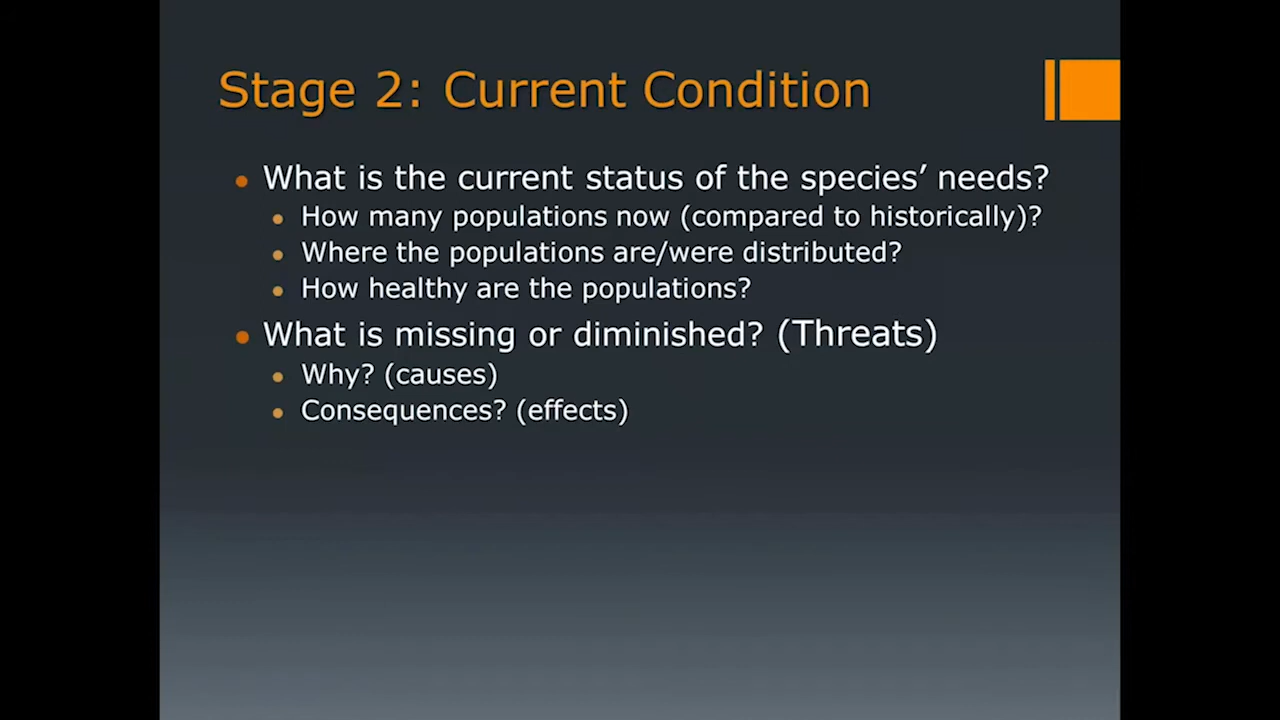 Stage 2: Current Condition
What is the current status of the species’ needs?
How many populations now (compared to historically)?
Where the populations are/were distributed?
How healthy are the populations?
What is missing or diminished? (Threats)
Why? (causes)
Consequences? (effects)